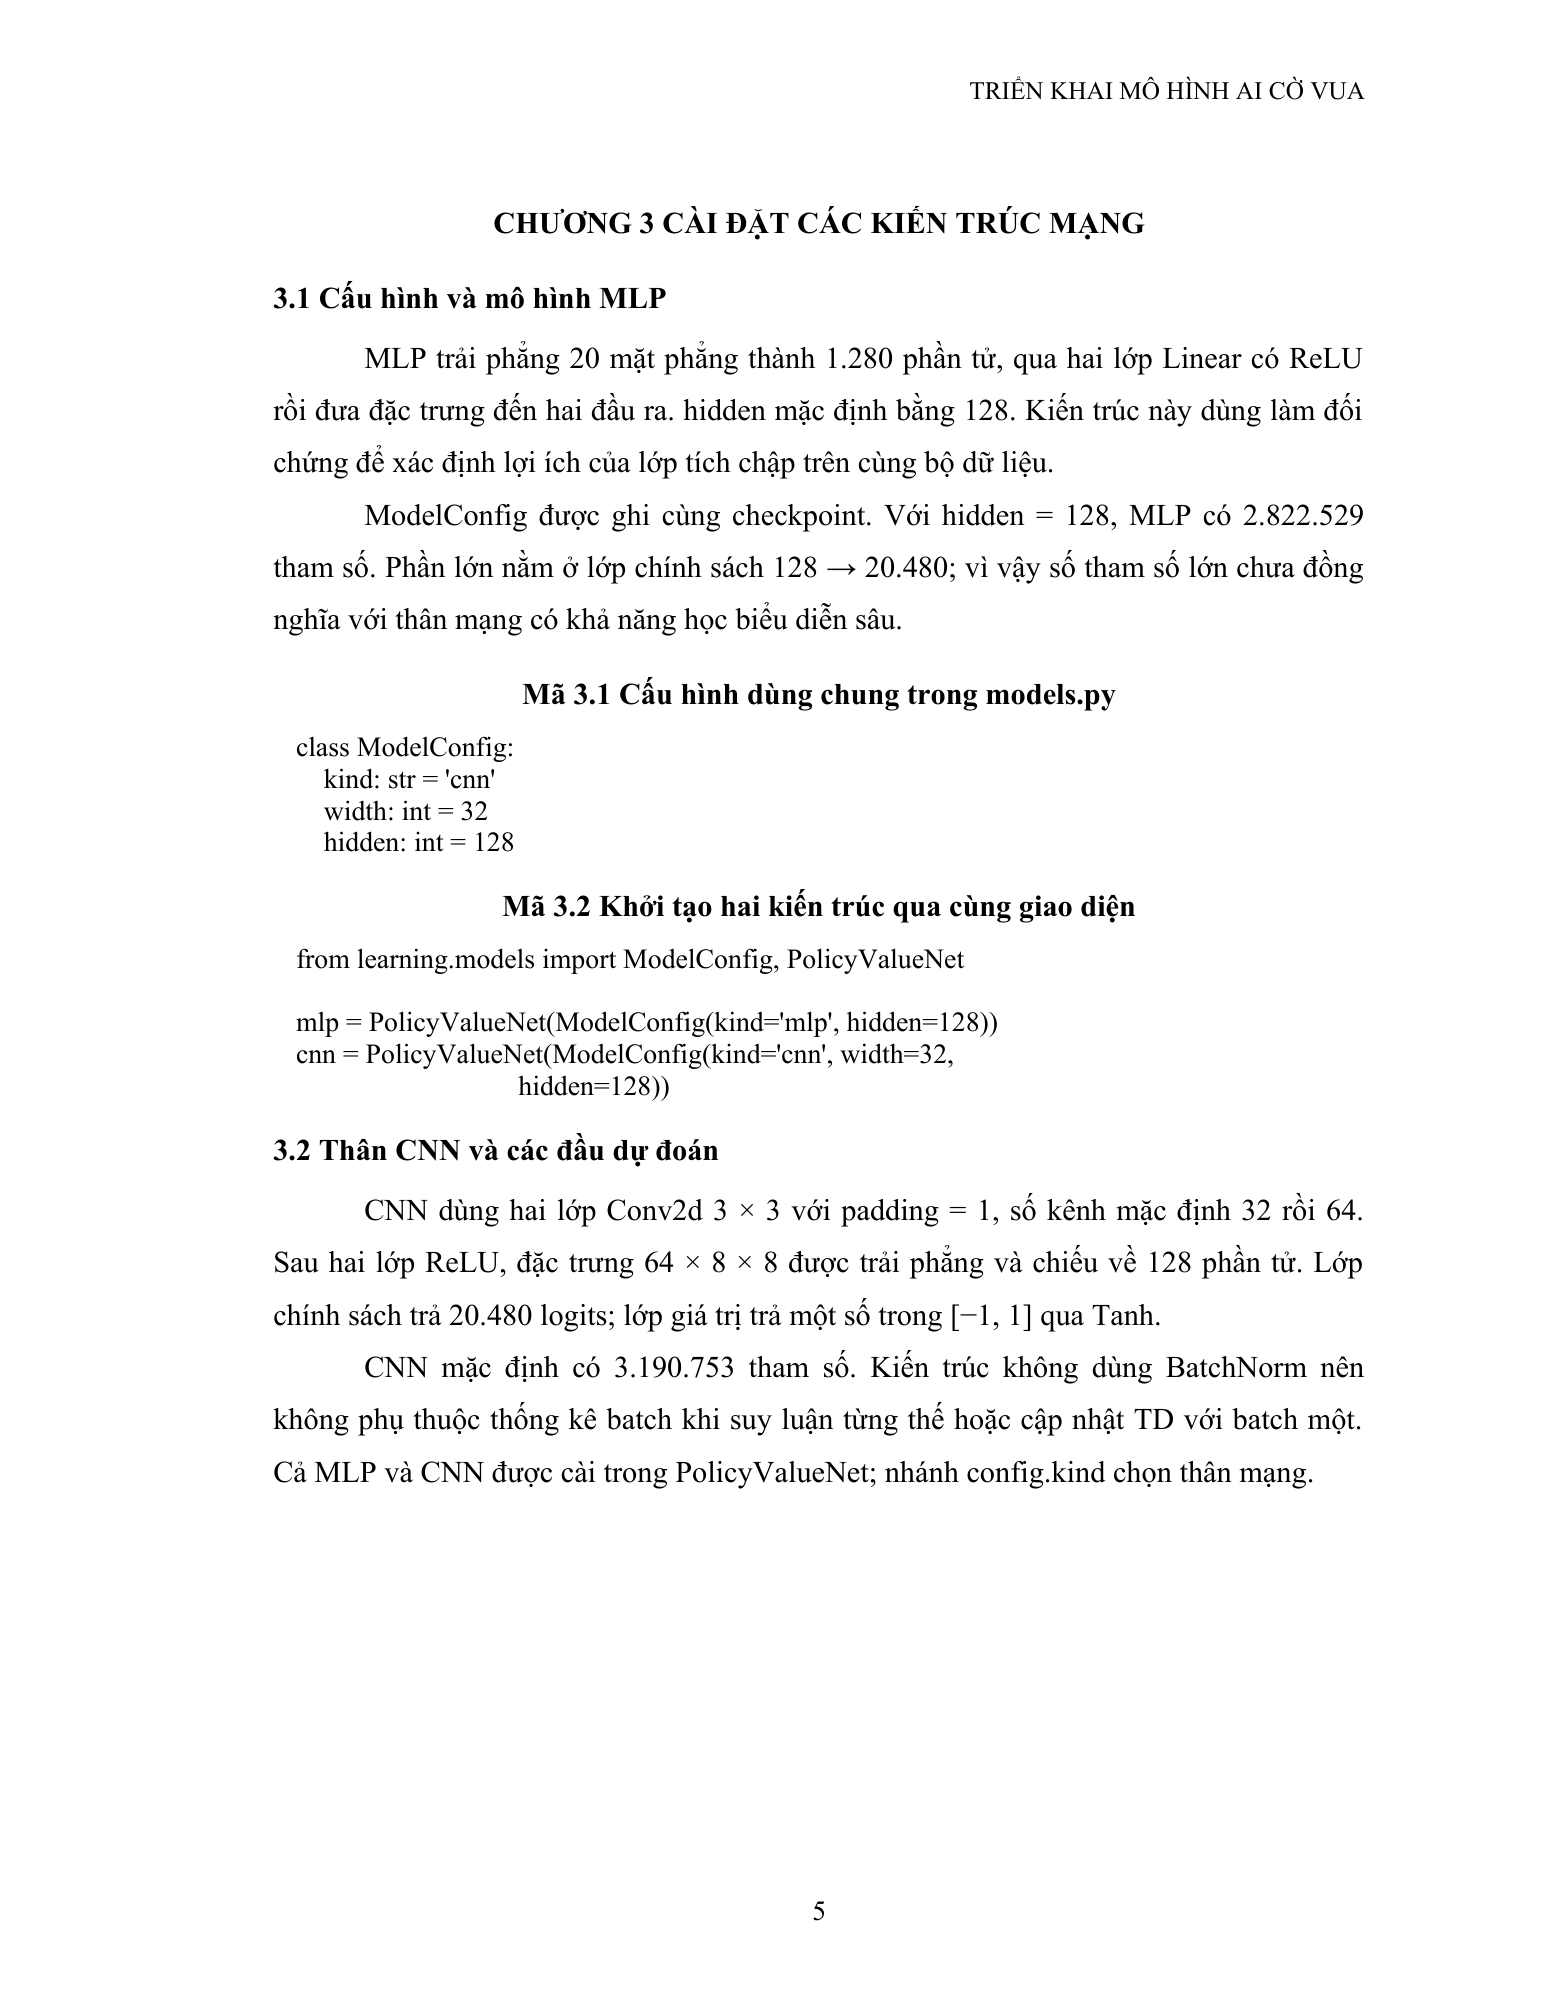 TRIỂN KHAI MÔ HÌNH AI CỜ VUA
CHƯƠNG 3 CÀI ĐẶT CÁC KIẾN TRÚC MẠNG
3.1 Cấu hình và mô hình MLP
MLP trải phẳng 20 mặt phẳng thành 1.280 phần tử, qua hai lớp Linear có ReLU
rồi đưa đặc trưng đến hai đầu ra. hidden mặc định bằng 128. Kiến trúc này dùng làm đối
chứng để xác định lợi ích của lớp tích chập trên cùng bộ dữ liệu.
ModelConfig được ghi cùng checkpoint. Với hidden = 128, MLP có 2.822.529
tham số. Phần lớn nằm ở lớp chính sách 128 → 20.480; vì vậy số tham số lớn chưa đồng
nghĩa với thân mạng có khả năng học biểu diễn sâu.
Mã 3.1 Cấu hình dùng chung trong models.py
class ModelConfig:
    kind: str = 'cnn'
    width: int = 32
    hidden: int = 128
Mã 3.2 Khởi tạo hai kiến trúc qua cùng giao diện
from learning.models import ModelConfig, PolicyValueNet
mlp = PolicyValueNet(ModelConfig(kind='mlp', hidden=128))
cnn = PolicyValueNet(ModelConfig(kind='cnn', width=32,
hidden=128))
3.2 Thân CNN và các đầu dự đoán
CNN dùng hai lớp Conv2d 3 × 3 với padding = 1, số kênh mặc định 32 rồi 64.
Sau hai lớp ReLU, đặc trưng 64 × 8 × 8 được trải phẳng và chiếu về 128 phần tử. Lớp
chính sách trả 20.480 logits; lớp giá trị trả một số trong [−1, 1] qua Tanh.
CNN mặc định có 3.190.753 tham số. Kiến trúc không dùng BatchNorm nên
không phụ thuộc thống kê batch khi suy luận từng thế hoặc cập nhật TD với batch một.
Cả MLP và CNN được cài trong PolicyValueNet; nhánh config.kind chọn thân mạng.
5